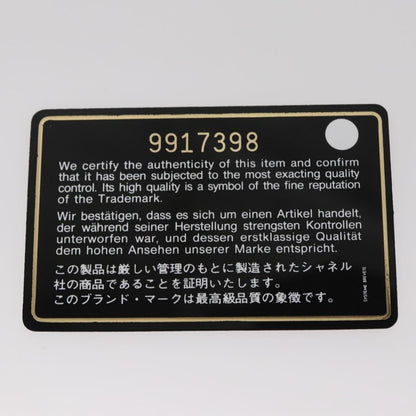 9917398
We certify the authenticity of this item and confirm
that it has been subjected to the most exacting quality
control. Its high quality is a symbol of the fine reputation
of the Trademark.
Wir bestätigen, dass es sich um einen Artikel handelt,
der während seiner Herstellung strengsten Kontrollen
unterworfen war, und dessen erstklassige Qualität
dem hohen Ansehen unserer Marke entspricht.
この製品は厳しい管理のもとに製造されたシャネル
社の商品であることを証明いたします。
このブランド・マークは最高級品質の象徴です。
SYSTEME BREVETE